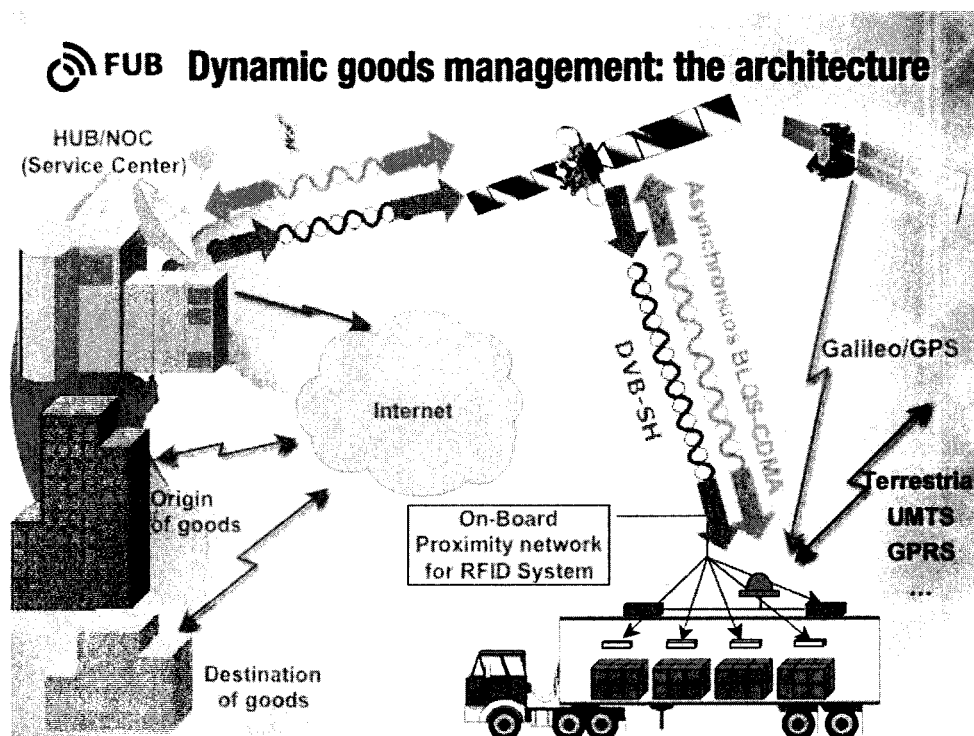 FUB Dynamic goods management: the architecture
HUB/NOC
(Service Center)
Asynchronuos BLQS-CDMA
DVB-SH
Galileo/GPS
Internet
Terrestria
UMTS
GPRS
...
Origin
of goods
On-Board
Proximity network
for RFID System
Destination
of goods